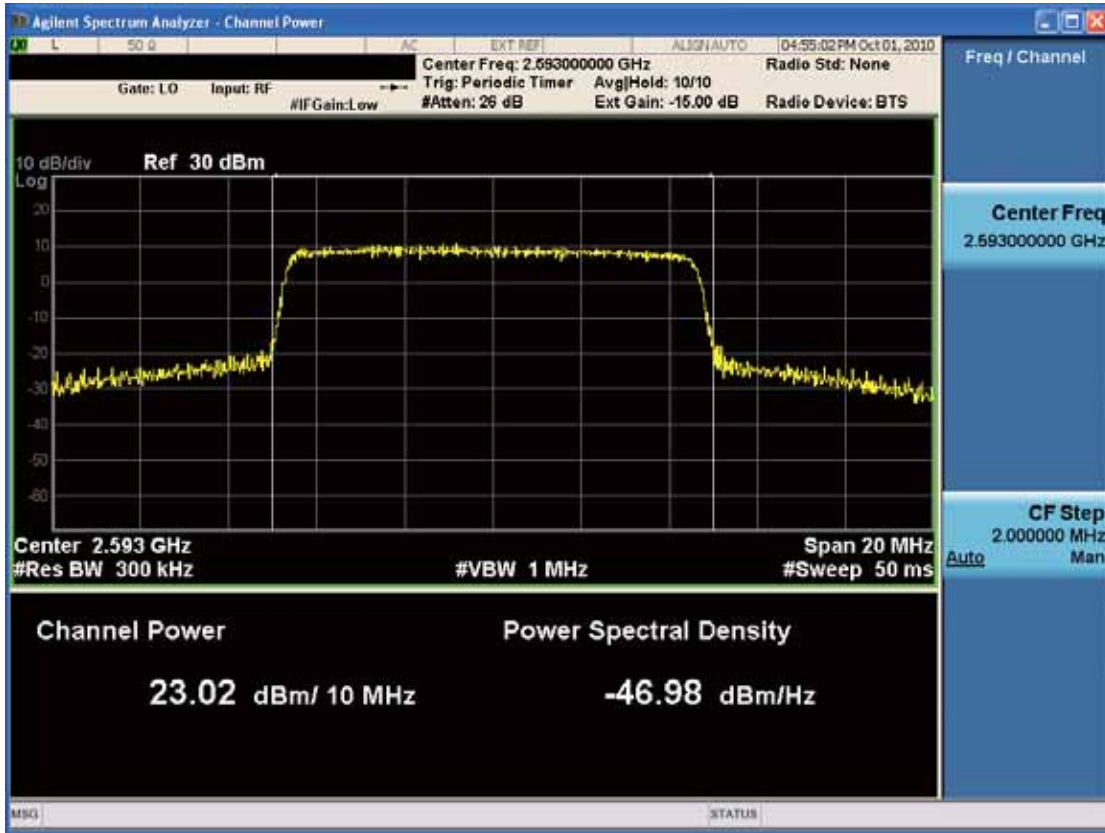 Agilent Spectrum Analyzer - Channel Power
L 50 Ω AC EXT REF ALIGN AUTO 04:55:02 PM Oct 01, 2010
Center Freq: 2.593000000 GHz Radio Std: None
Gate: LO Input: RF Trig: Periodic Timer Avg|Hold: 10/10
#IFGain:Low #Atten: 26 dB Ext Gain: -15.00 dB Radio Device: BTS
Freq / Channel
10 dB/div Ref 30 dBm
Log
20
10
0
-10
-20
-30
-40
-50
-60
Center Freq
2.593000000 GHz
Center 2.593 GHz Span 20 MHz
#Res BW 300 kHz #VBW 1 MHz #Sweep 50 ms
CF Step
2.000000 MHz
Auto Man
Channel Power Power Spectral Density
23.02 dBm/ 10 MHz -46.98 dBm/Hz
MSG STATUS